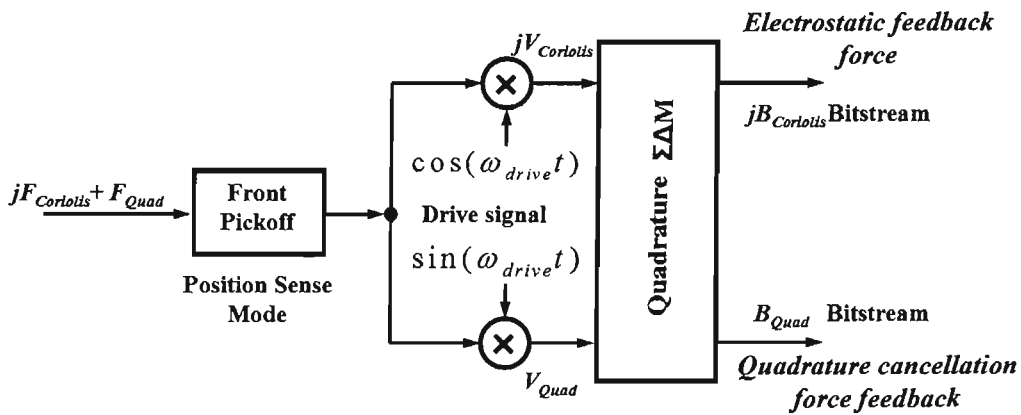 Electrostatic feedback
force
jV_Coriolis
jB_Coriolis Bitstream
cos(ω_drive t)
jF_Coriolis + F_Quad
Front
Pickoff
Drive signal
Quadrature ΣΔM
Position Sense
Mode
sin(ω_drive t)
B_Quad Bitstream
V_Quad
Quadrature cancellation
force feedback